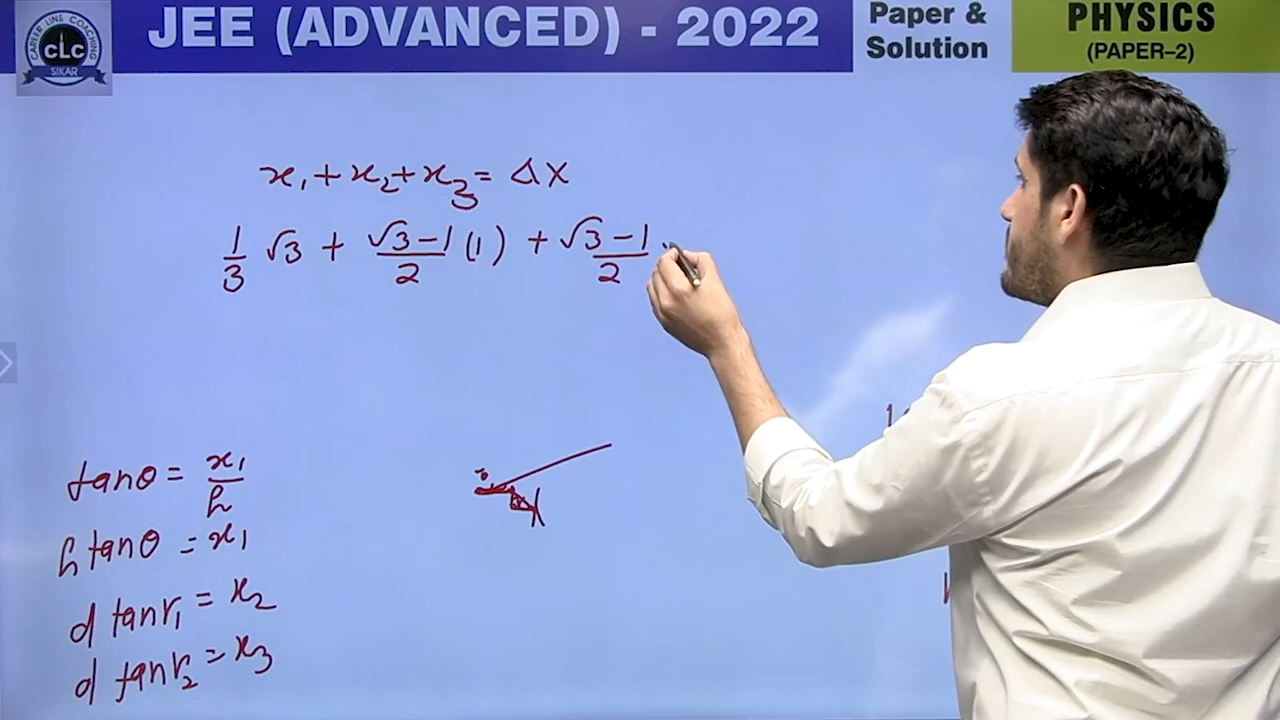 CAREER LINE COACHING
CLC
SIKAR
JEE (ADVANCED) - 2022
Paper &
Solution
PHYSICS
(PAPER–2)
x₁ + x₂ + x₃ = Δx
1/3 √3 + (√3 - 1)/2 (1) + (√3 - 1)/2
tanθ = x₁/h
h tanθ = x₁
d tanr₁ = x₂
d tanr₂ = x₃